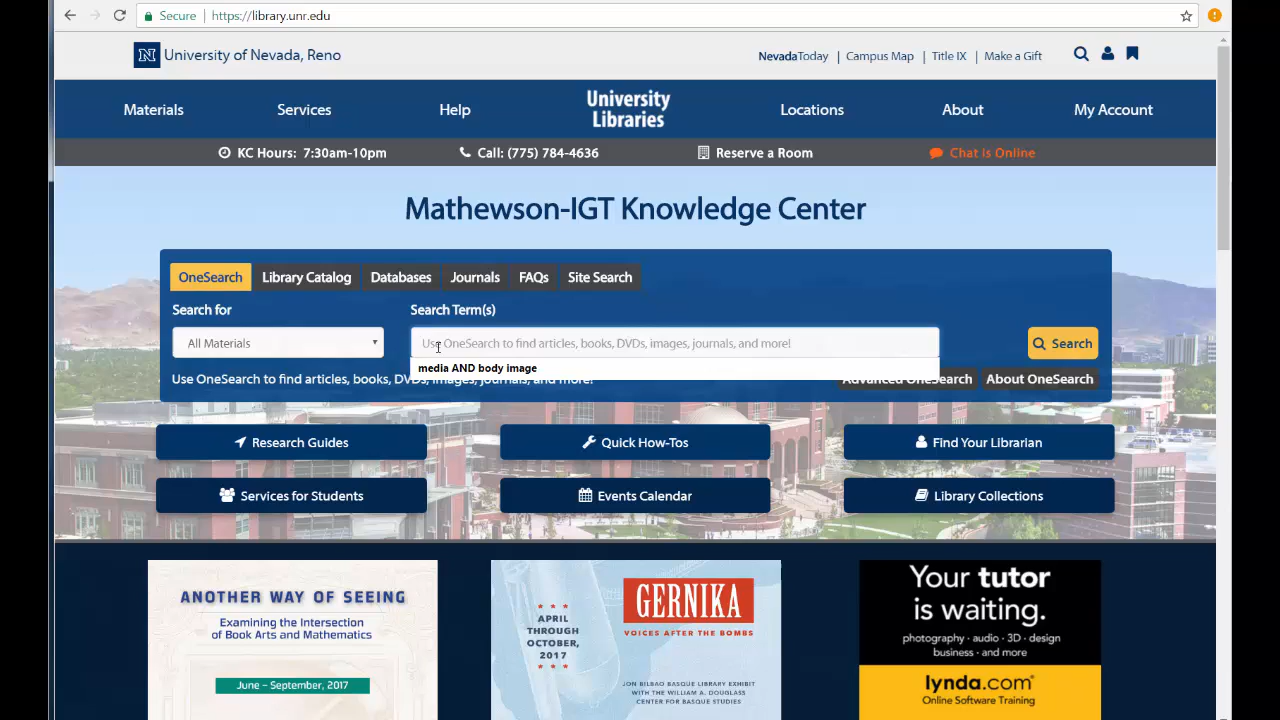 Secure https://library.unr.edu
N University of Nevada, Reno
NevadaToday | Campus Map | Title IX | Make a Gift
Materials Services Help University Libraries Locations About My Account
KC Hours: 7:30am-10pm Call: (775) 784-4636 Reserve a Room Chat is Online
Mathewson-IGT Knowledge Center
OneSearch Library Catalog Databases Journals FAQs Site Search
Search for Search Term(s)
All Materials Use OneSearch to find articles, books, DVDs, images, journals, and more! Search
media AND body image
Use OneSearch to find articles, books, DVDs, images, journals, and more! Advanced OneSearch About OneSearch
Research Guides Quick How-Tos Find Your Librarian
Services for Students Events Calendar Library Collections
ANOTHER WAY OF SEEING
Examining the Intersection
of Book Arts and Mathematics
June – September, 2017
APRIL
THROUGH
OCTOBER,
2017
GERNIKA
VOICES AFTER THE BOMBS
JON BILBAO BASQUE LIBRARY EXHIBIT
WITH THE WILLIAM A. DOUGLASS
CENTER FOR BASQUE STUDIES
Your tutor
is waiting.
photography · audio · 3D · design
business · and more
lynda.com®
Online Software Training